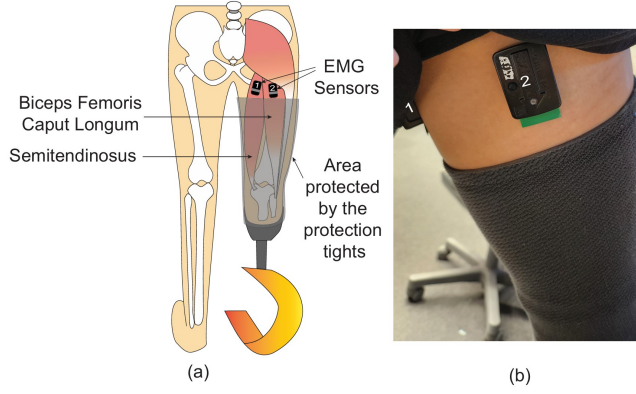 EMG
Sensors
1
2
Biceps Femoris
Caput Longum
Semitendinosus
Area
protected
by the
protection
tights
(a)
1
2
(b)